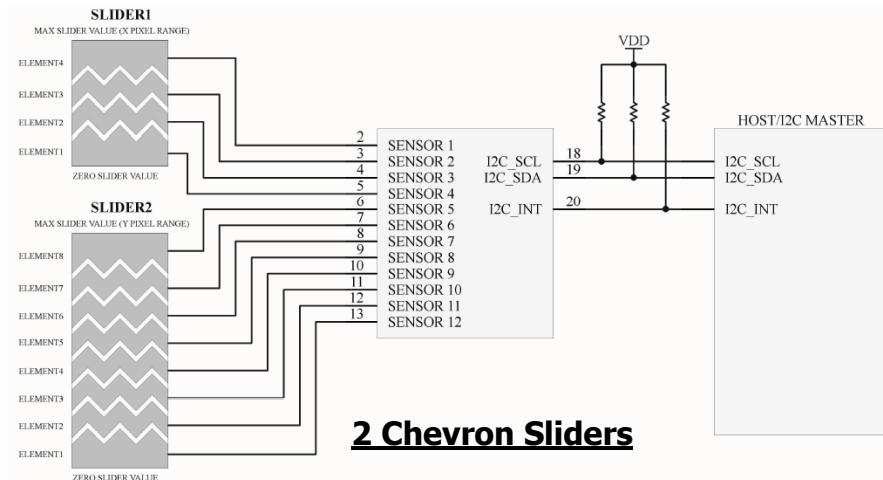 SLIDER1
MAX SLIDER VALUE (X PIXEL RANGE)
ELEMENT4
ELEMENT3
ELEMENT2
ELEMENT1
ZERO SLIDER VALUE
SLIDER2
MAX SLIDER VALUE (Y PIXEL RANGE)
ELEMENT8
ELEMENT7
ELEMENT6
ELEMENT5
ELEMENT4
ELEMENT3
ELEMENT2
ELEMENT1
ZERO SLIDER VALUE
2 SENSOR 1
3 SENSOR 2
4 SENSOR 3
5 SENSOR 4
6 SENSOR 5
7 SENSOR 6
8 SENSOR 7
9 SENSOR 8
10 SENSOR 9
11 SENSOR 10
12 SENSOR 11
13 SENSOR 12
I2C_SCL 18
I2C_SDA 19
I2C_INT 20
VDD
HOST/I2C MASTER
I2C_SCL
I2C_SDA
I2C_INT
2 Chevron Sliders